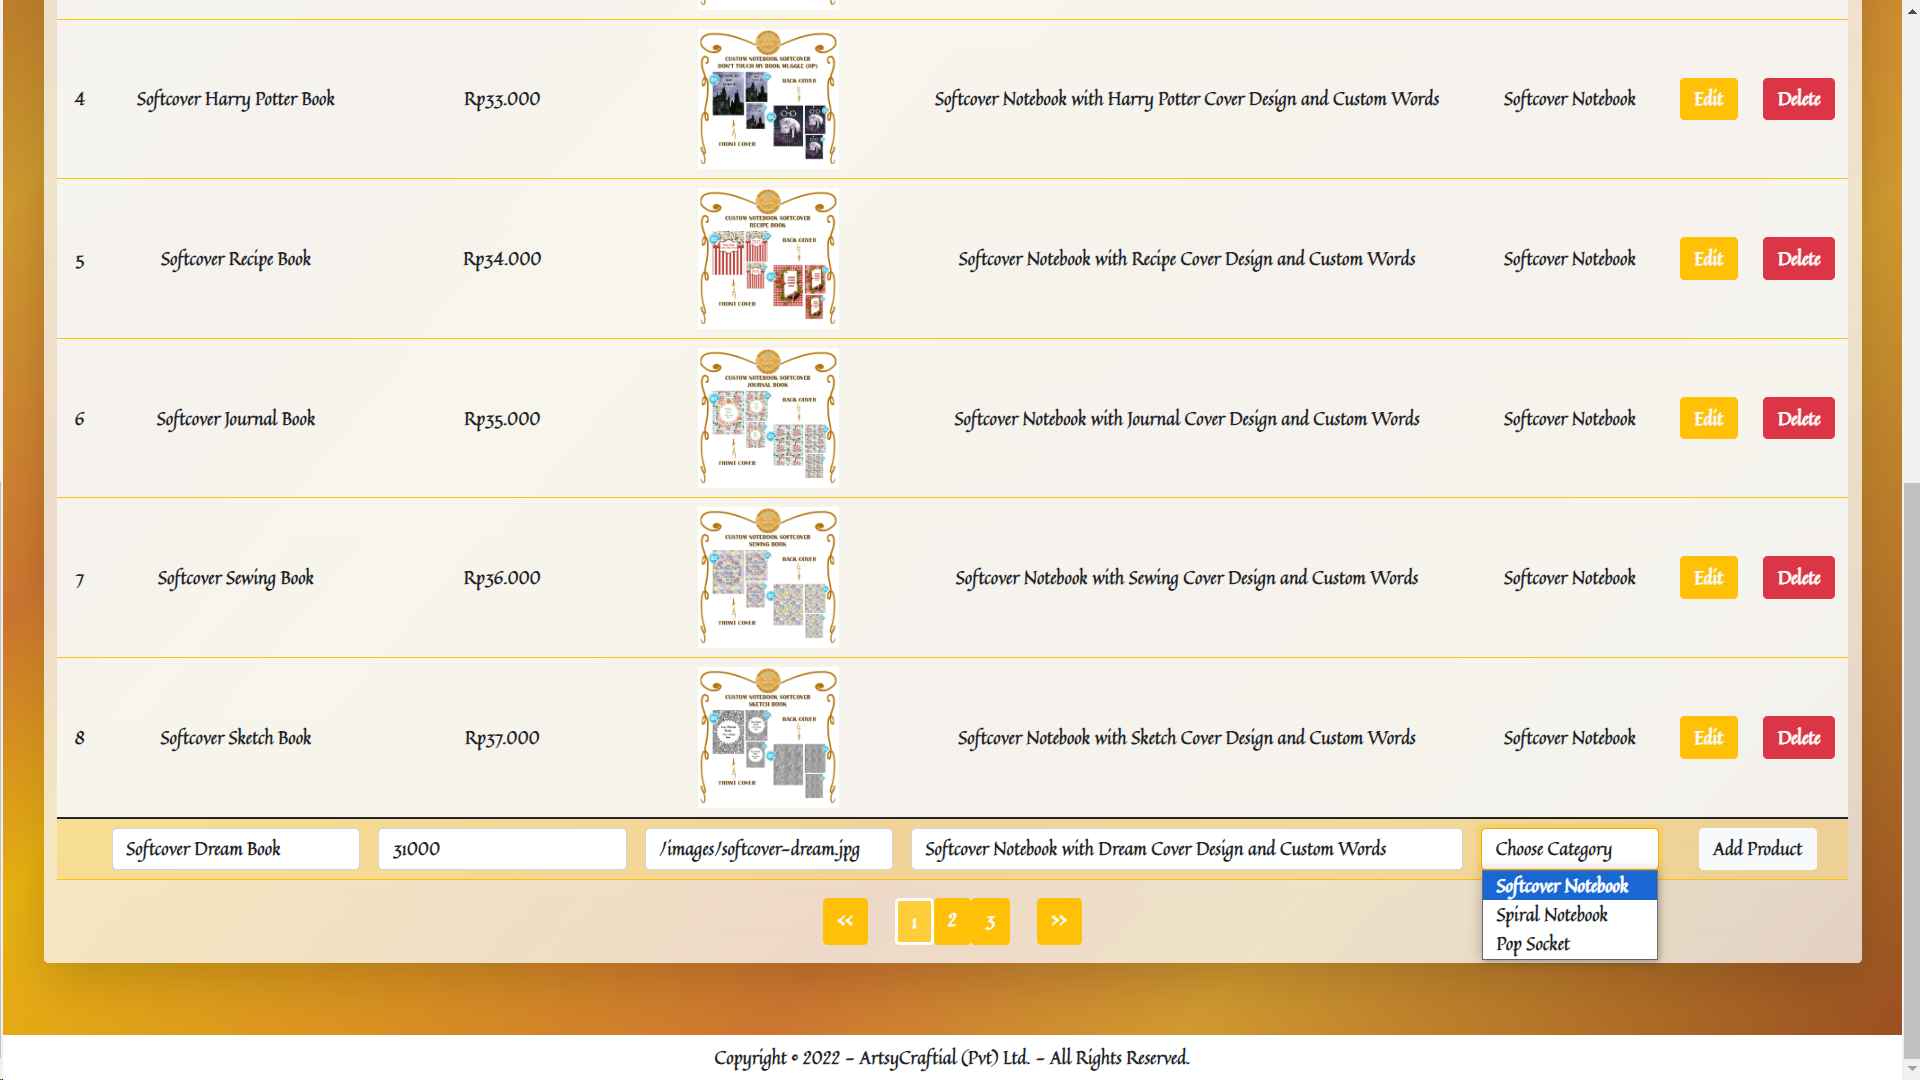 4 Softcover Harry Potter Book Rp33.000 Softcover Notebook with Harry Potter Cover Design and Custom Words Softcover Notebook Edit Delete
CUSTOM NOTEBOOK SOFTCOVER
DON'T TOUCH MY BOOK MUGGLE (HP)
BACK COVER
FRONT COVER
5 Softcover Recipe Book Rp34.000 Softcover Notebook with Recipe Cover Design and Custom Words Softcover Notebook Edit Delete
CUSTOM NOTEBOOK SOFTCOVER
RECIPE BOOK
BACK COVER
FRONT COVER
6 Softcover Journal Book Rp35.000 Softcover Notebook with Journal Cover Design and Custom Words Softcover Notebook Edit Delete
CUSTOM NOTEBOOK SOFTCOVER
JOURNAL BOOK
BACK COVER
FRONT COVER
7 Softcover Sewing Book Rp36.000 Softcover Notebook with Sewing Cover Design and Custom Words Softcover Notebook Edit Delete
CUSTOM NOTEBOOK SOFTCOVER
SEWING BOOK
BACK COVER
FRONT COVER
8 Softcover Sketch Book Rp37.000 Softcover Notebook with Sketch Cover Design and Custom Words Softcover Notebook Edit Delete
CUSTOM NOTEBOOK SOFTCOVER
SKETCH BOOK
BACK COVER
FRONT COVER
Softcover Dream Book 31000 /images/softcover-dream.jpg Softcover Notebook with Dream Cover Design and Custom Words Choose Category Add Product
Softcover Notebook
Spiral Notebook
Pop Socket
« 1 2 3 »
Copyright © 2022 - ArtsyCraftial (Pvt) Ltd. - All Rights Reserved.